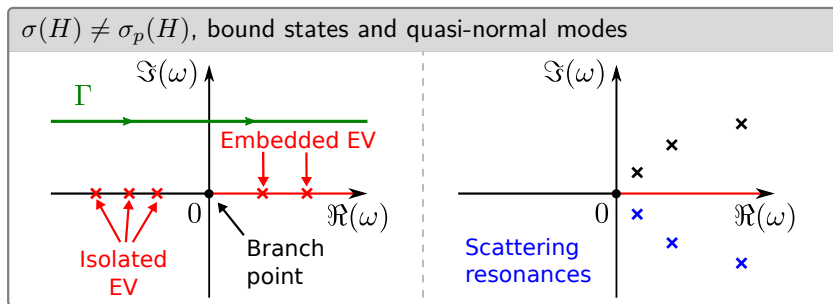 σ(H) ≠ σ_p(H), bound states and quasi-normal modes
ℑ(ω)
Γ
Embedded EV
0
ℜ(ω)
Isolated
EV
Branch
point
ℑ(ω)
0
ℜ(ω)
Scattering
resonances